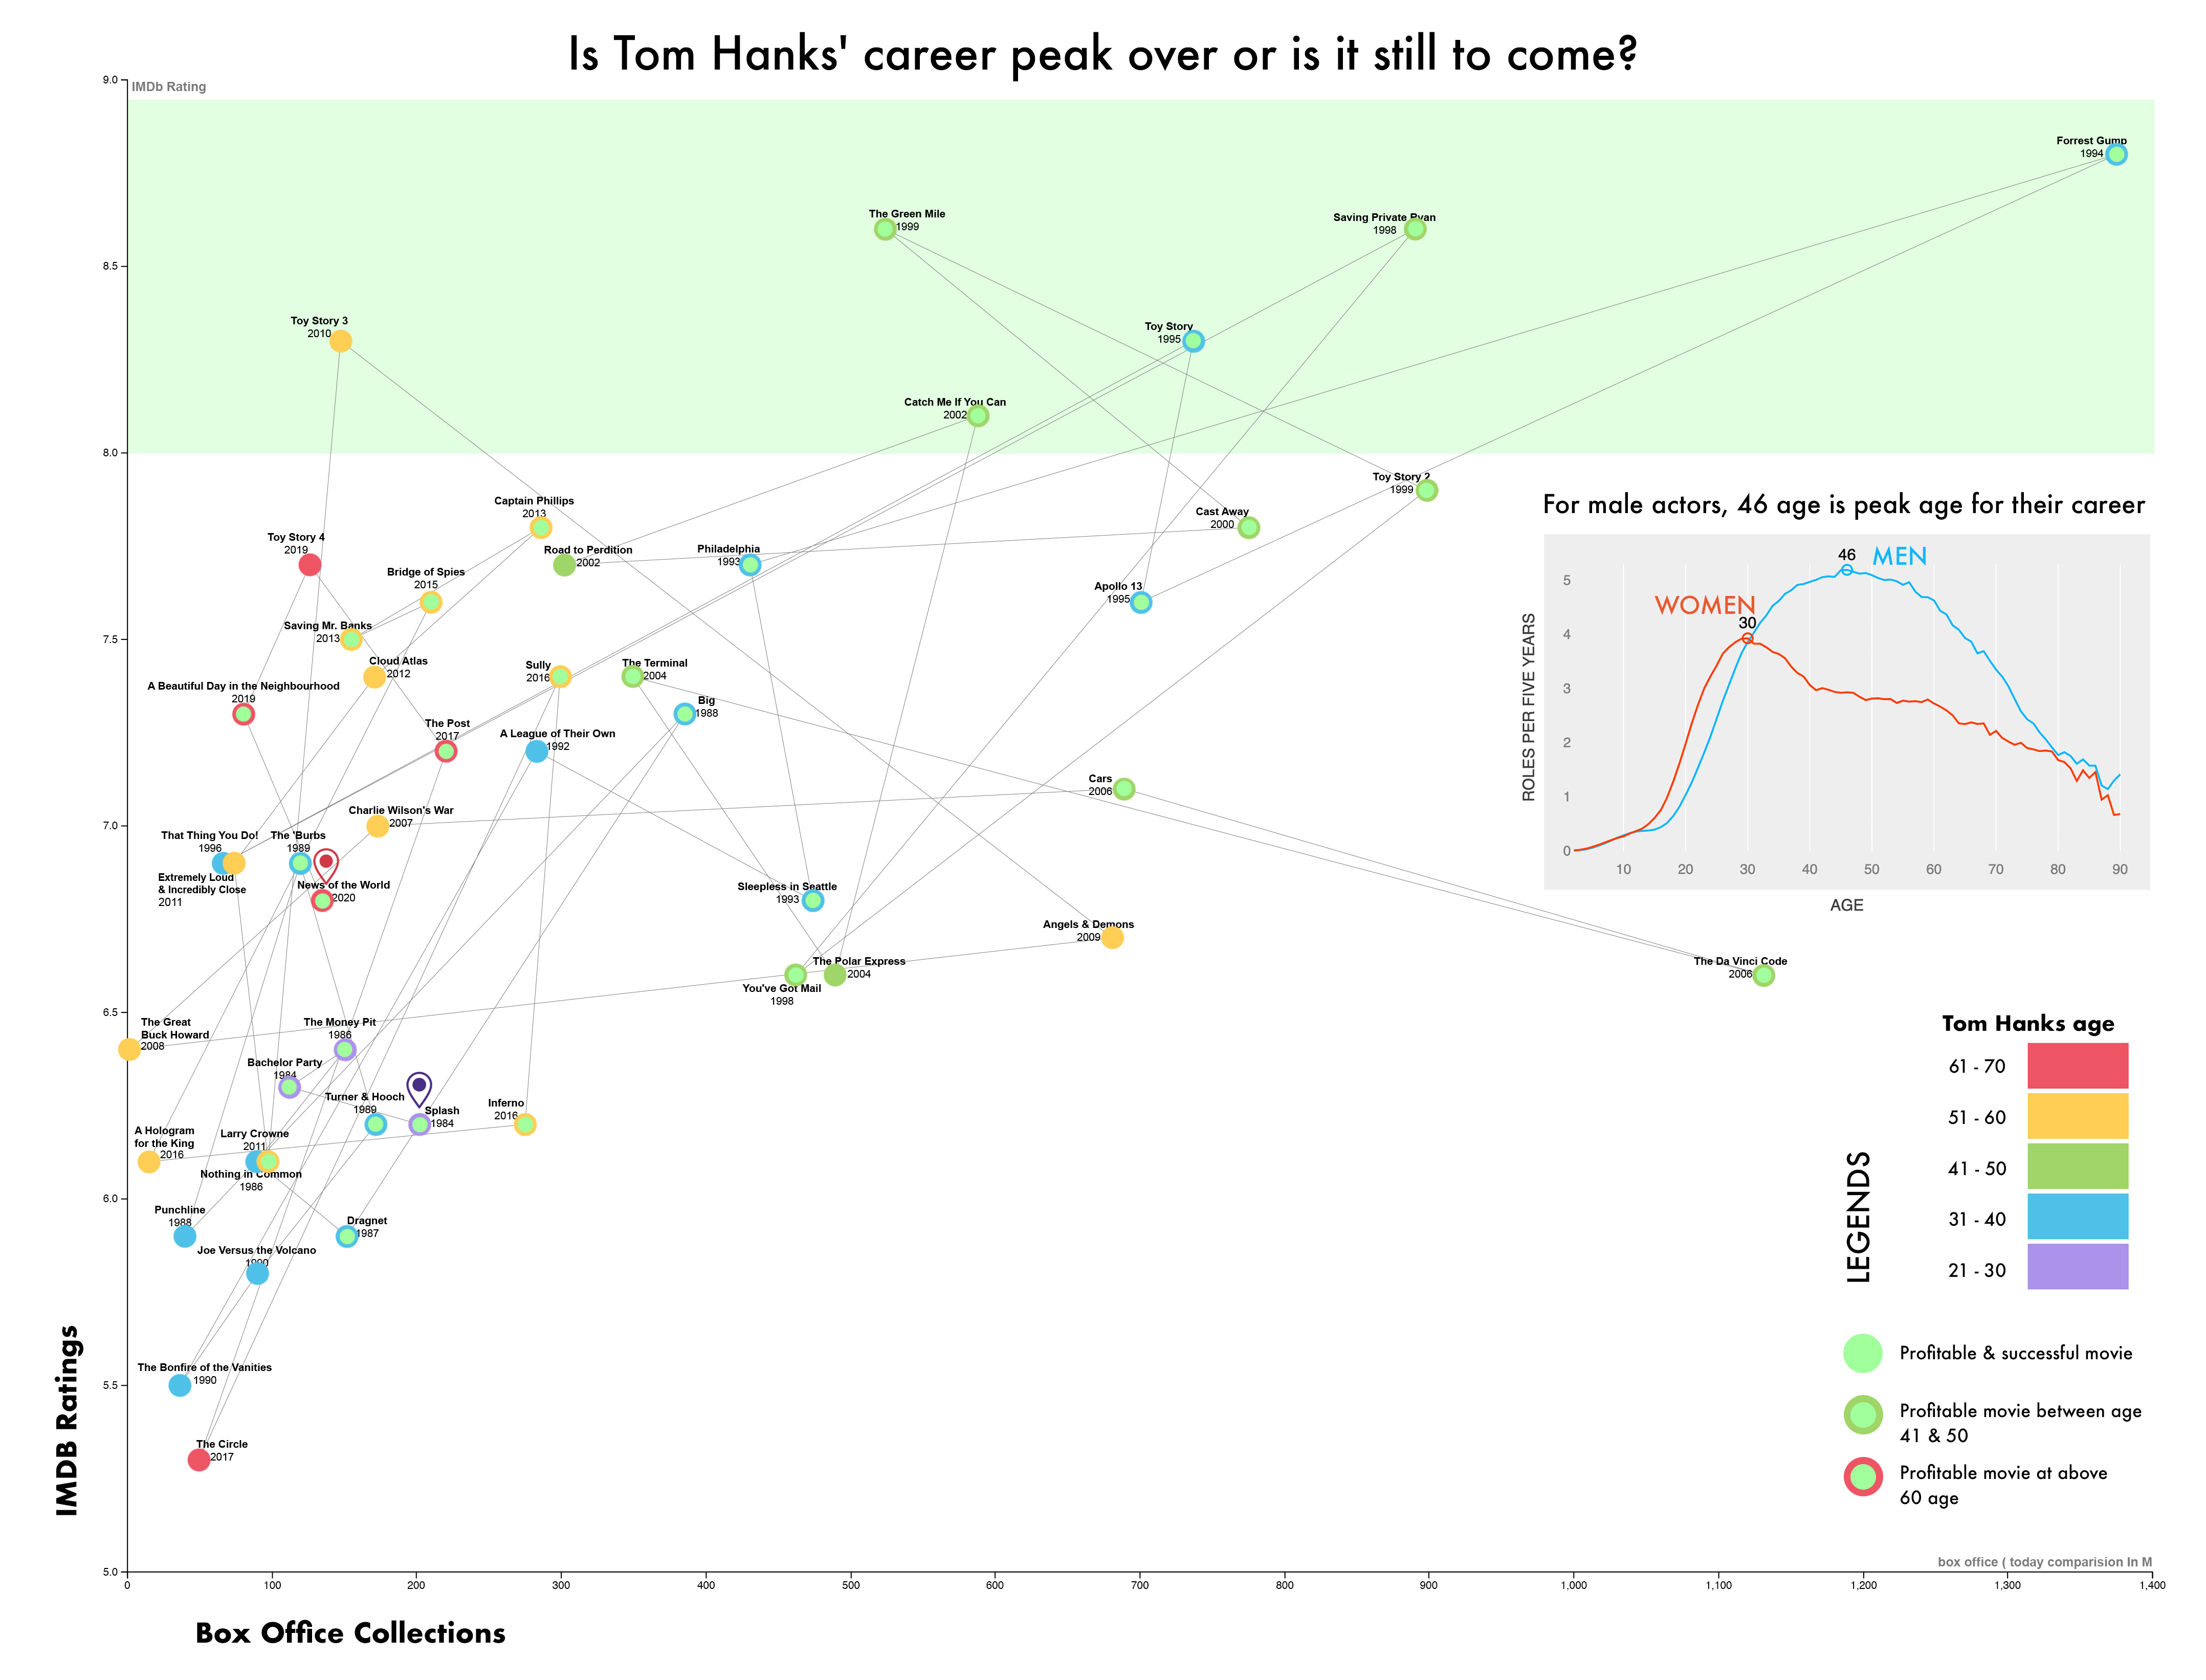 Is Tom Hanks' career peak over or is it still to come?
9.0
IMDb Rating
Forrest Gump
1994
The Green Mile
1999
Saving Private Ryan
1998
8.5
Toy Story 3
2010
Toy Story
1995
Catch Me If You Can
2002
8.0
Toy Story 2
1999
Captain Phillips
2013
Cast Away
2000
Toy Story 4
2019
Road to Perdition
2002
Philadelphia
1993
Bridge of Spies
2015
Apollo 13
1995
Saving Mr. Banks
2013
7.5
Cloud Atlas
2012
Sully
2016
The Terminal
2004
A Beautiful Day in the Neighbourhood
2019
Big
1988
The Post
2017
A League of Their Own
1992
Cars
2006
Charlie Wilson's War
2007
7.0
That Thing You Do!
1996
The 'Burbs
1989
Extremely Loud
& Incredibly Close
2011
News of the World
2020
Sleepless in Seattle
1993
Angels & Demons
2009
The Polar Express
2004
You've Got Mail
1998
The Da Vinci Code
2006
6.5
The Great
Buck Howard
2008
The Money Pit
1986
Bachelor Party
1984
Turner & Hooch
1989
Splash
1984
Inferno
2016
A Hologram
for the King
2016
Larry Crowne
2011
Nothing in Common
1986
6.0
Punchline
1988
Dragnet
1987
Joe Versus the Volcano
1990
The Bonfire of the Vanities
1990
5.5
The Circle
2017
5.0
IMDB Ratings
box office ( today comparision In M
0 100 200 300 400 500 600 700 800 900 1,000 1,100 1,200 1,300 1,400
Box Office Collections
For male actors, 46 age is peak age for their career
46
MEN
WOMEN
30
5
4
3
2
1
0
ROLES PER FIVE YEARS
10 20 30 40 50 60 70 80 90
AGE
Tom Hanks age
61 - 70
51 - 60
41 - 50
31 - 40
21 - 30
LEGENDS
Profitable & successful movie
Profitable movie between age
41 & 50
Profitable movie at above
60 age